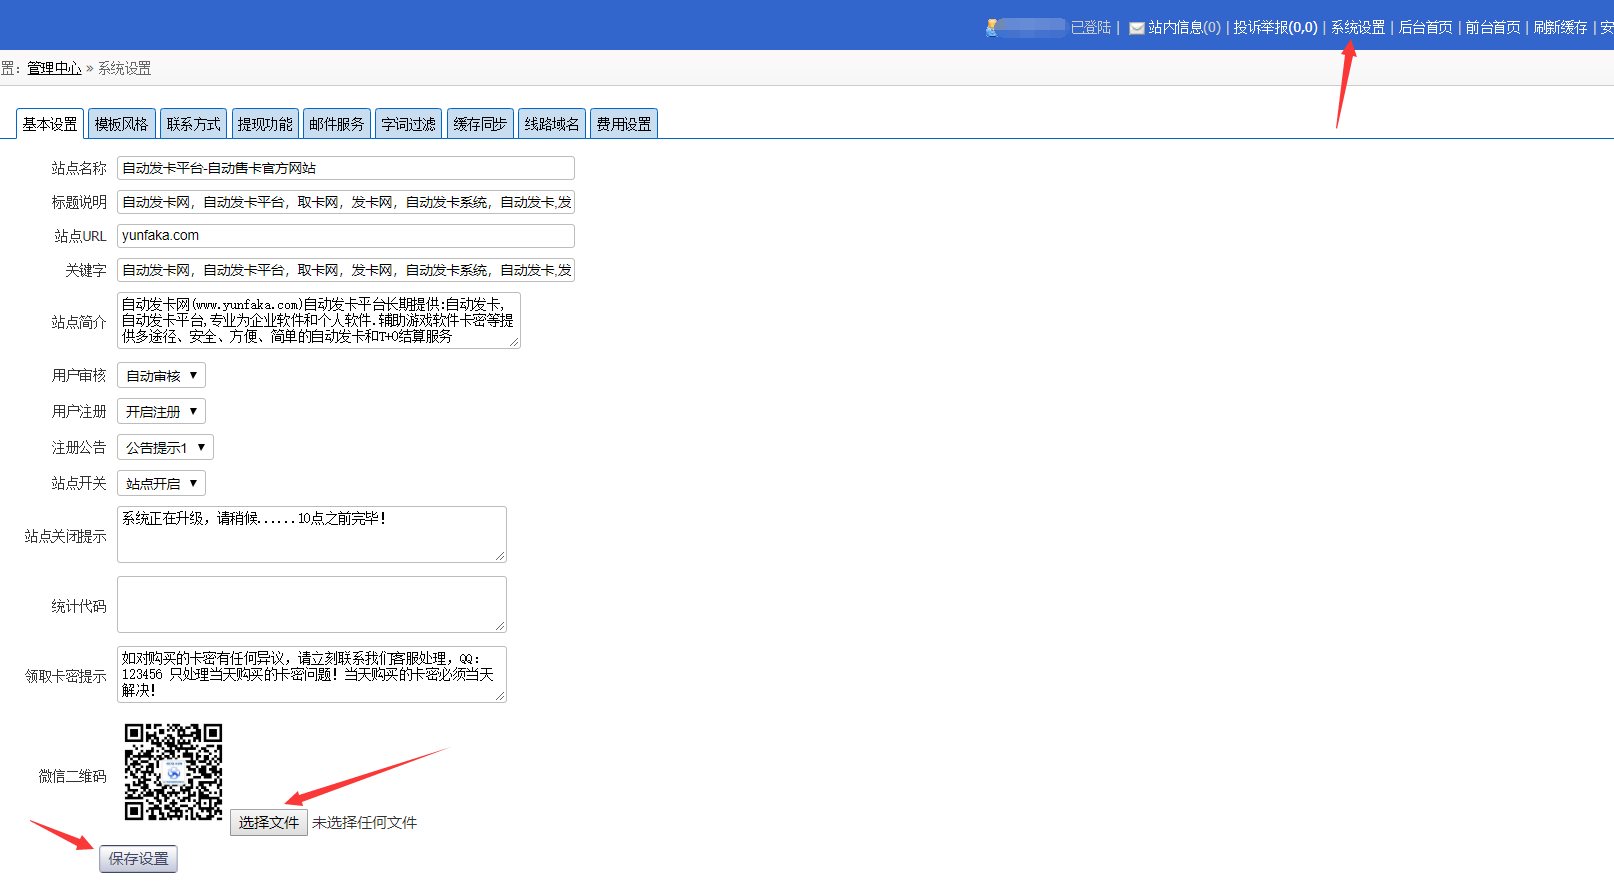 已登陆 | 站内信息(0) | 投诉举报(0,0) | 系统设置 | 后台首页 | 前台首页 | 刷新缓存 | 安
置：管理中心 » 系统设置
基本设置 模板风格 联系方式 提现功能 邮件服务 字词过滤 缓存同步 线路域名 费用设置
站点名称 自动发卡平台-自动售卡官方网站
标题说明 自动发卡网，自动发卡平台，取卡网，发卡网，自动发卡系统，自动发卡,发
站点URL yunfaka.com
关键字 自动发卡网，自动发卡平台，取卡网，发卡网，自动发卡系统，自动发卡,发
站点简介 自动发卡网(www.yunfaka.com)自动发卡平台长期提供:自动发卡,
自动发卡平台,专业为企业软件和个人软件.辅助游戏软件卡密等提
供多途径、安全、方便、简单的自动发卡和T+0结算服务
用户审核 自动审核
用户注册 开启注册
注册公告 公告提示1
站点开关 站点开启
站点关闭提示 系统正在升级，请稍候......10点之前完毕！
统计代码
领取卡密提示 如对购买的卡密有任何异议，请立刻联系我们客服处理，QQ：
123456 只处理当天购买的卡密问题！当天购买的卡密必须当天
解决！
微信二维码
选择文件 未选择任何文件
保存设置